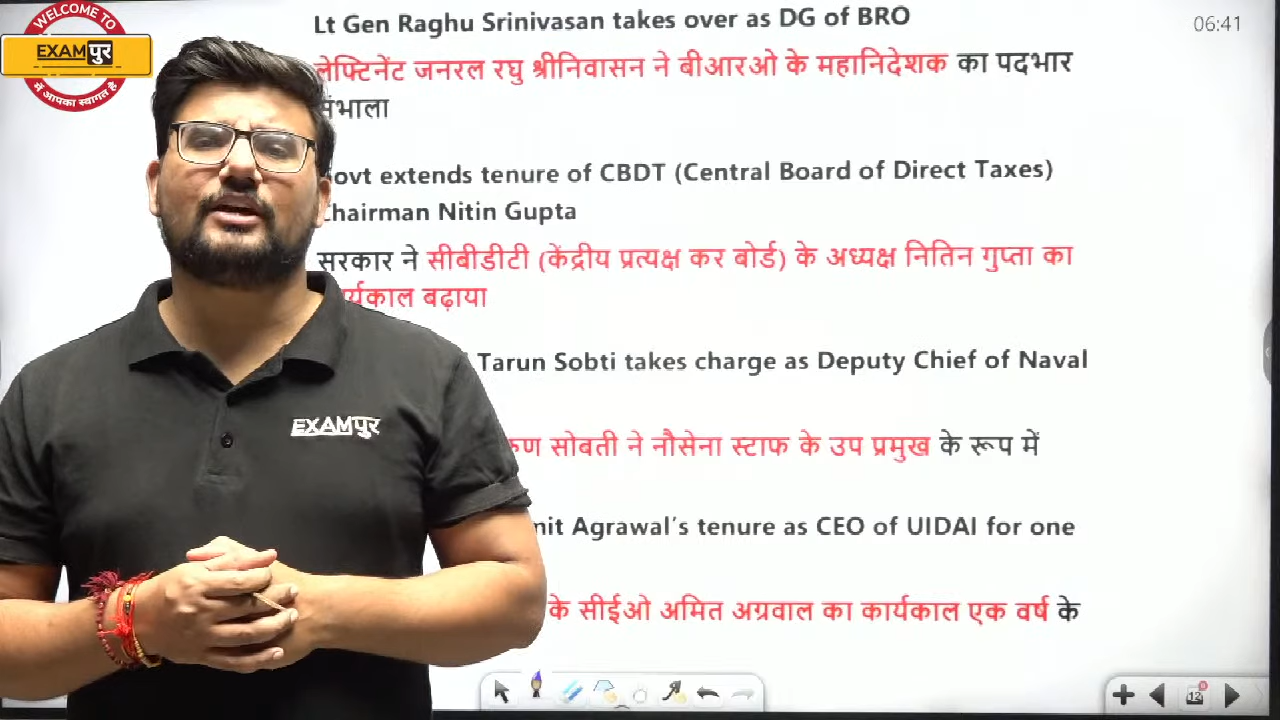 WELCOME TO
EXAMपुर
में आपका स्वागत है
06:41
Lt Gen Raghu Srinivasan takes over as DG of BRO
लेफ्टिनेंट जनरल रघु श्रीनिवासन ने बीआरओ के महानिदेशक का पदभार
संभाला
Govt extends tenure of CBDT (Central Board of Direct Taxes)
Chairman Nitin Gupta
सरकार ने सीबीडीटी (केंद्रीय प्रत्यक्ष कर बोर्ड) के अध्यक्ष नितिन गुप्ता का
कार्यकाल बढ़ाया
Tarun Sobti takes charge as Deputy Chief of Naval
सोबती ने नौसेना स्टाफ के उप प्रमुख के रूप में
Agrawal's tenure as CEO of UIDAI for one
के सीईओ अमित अग्रवाल का कार्यकाल एक वर्ष के
EXAMपुर
12